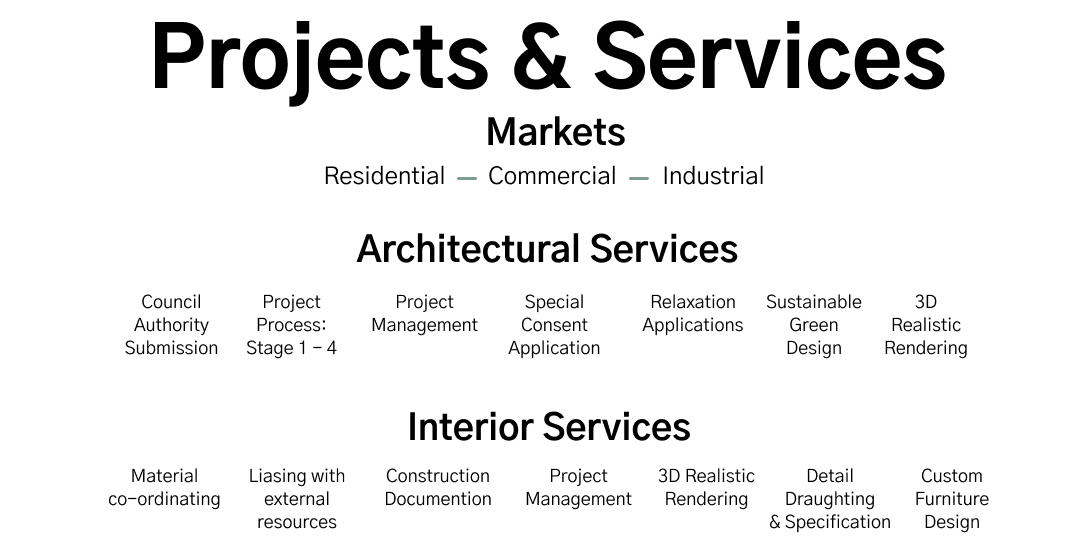 Projects & Services
Markets
Residential — Commercial — Industrial
Architectural Services
Council
Authority
Submission
Project
Process:
Stage 1 – 4
Project
Management
Special
Consent
Application
Relaxation
Applications
Sustainable
Green
Design
3D
Realistic
Rendering
Interior Services
Material
co-ordinating
Liasing with
external
resources
Construction
Documention
Project
Management
3D Realistic
Rendering
Detail
Draughting
& Specification
Custom
Furniture
Design